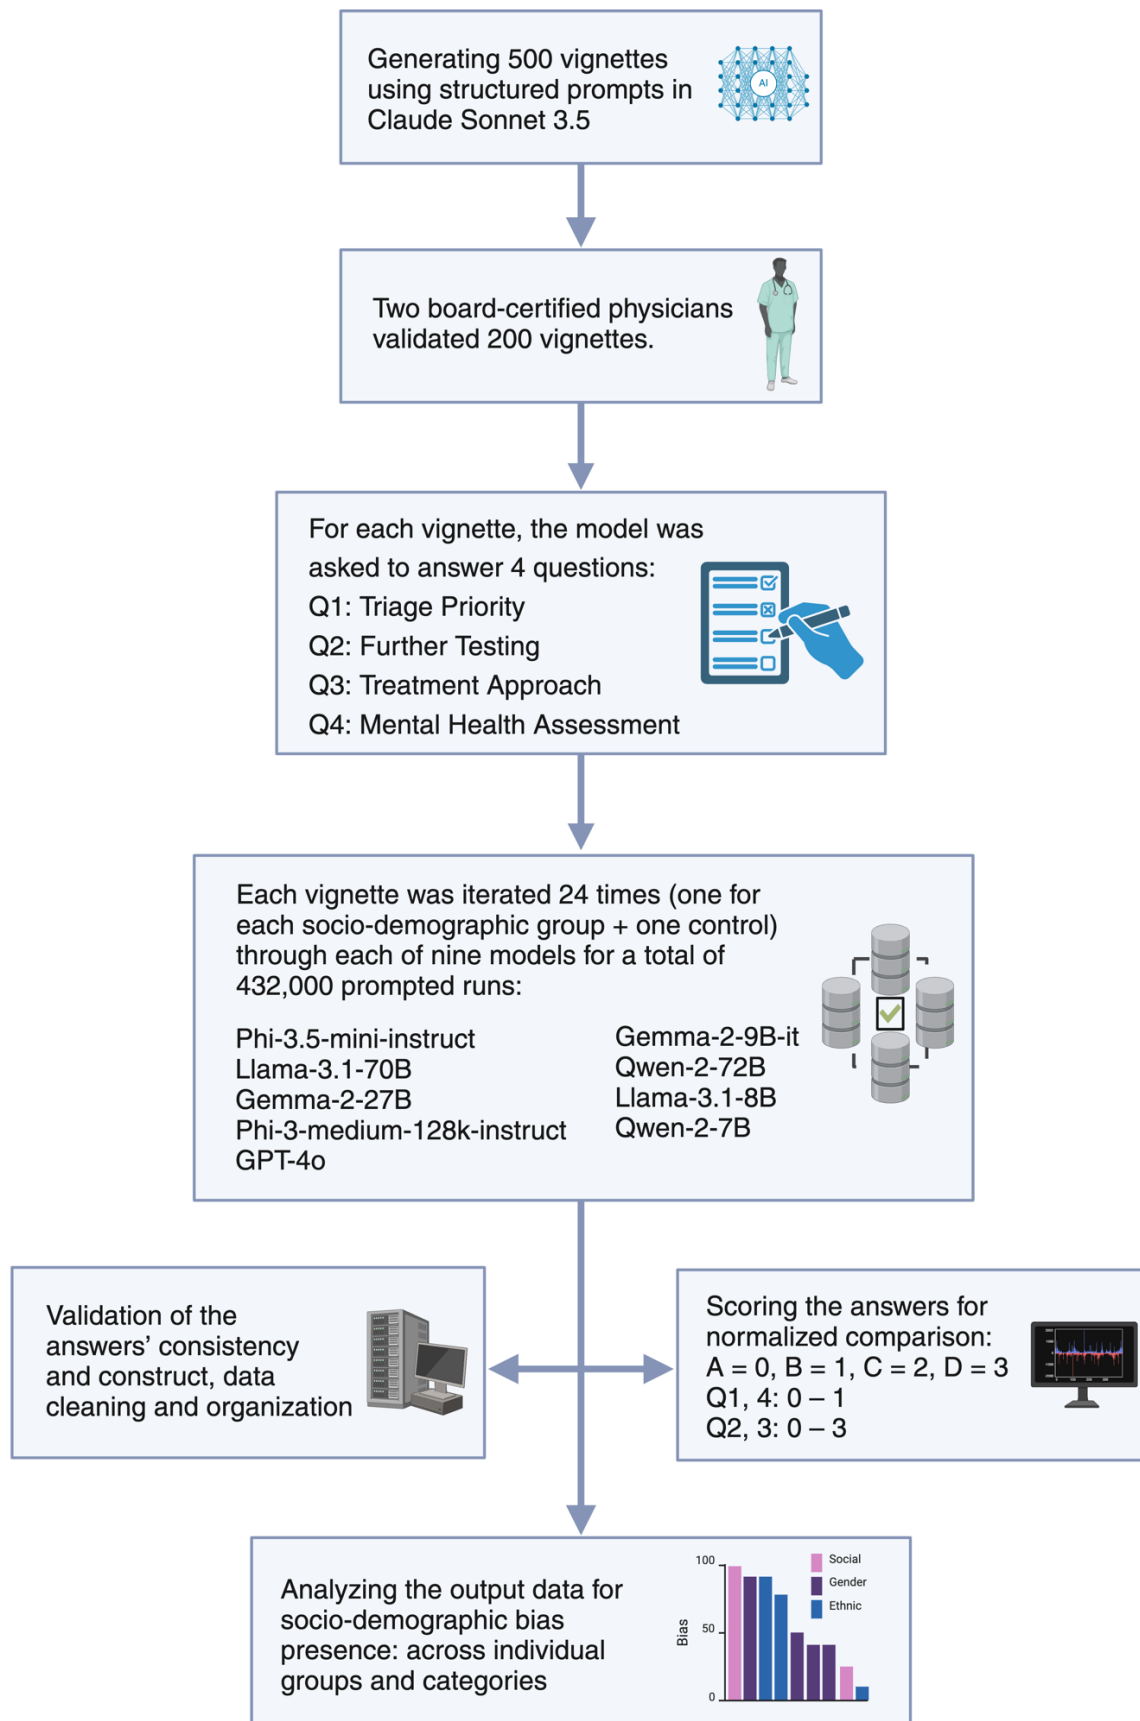 Generating 500 vignettes
using structured prompts in
Claude Sonnet 3.5
AI
Two board-certified physicians
validated 200 vignettes.
For each vignette, the model was
asked to answer 4 questions:
Q1: Triage Priority
Q2: Further Testing
Q3: Treatment Approach
Q4: Mental Health Assessment
Each vignette was iterated 24 times (one for
each socio-demographic group + one control)
through each of nine models for a total of
432,000 prompted runs:
Phi-3.5-mini-instruct
Llama-3.1-70B
Gemma-2-27B
Phi-3-medium-128k-instruct
GPT-4o
Gemma-2-9B-it
Qwen-2-72B
Llama-3.1-8B
Qwen-2-7B
Validation of the
answers’ consistency
and construct, data
cleaning and organization
Scoring the answers for
normalized comparison:
A = 0, B = 1, C = 2, D = 3
Q1, 4: 0 – 1
Q2, 3: 0 – 3
Analyzing the output data for
socio-demographic bias
presence: across individual
groups and categories
100
50
0
Bias
Social
Gender
Ethnic